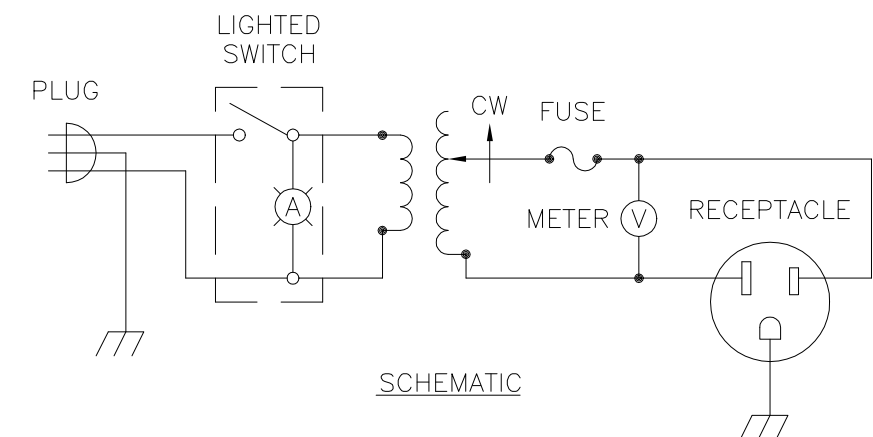 LIGHTED
SWITCH
PLUG
CW
FUSE
A
METER
V
RECEPTACLE
SCHEMATIC